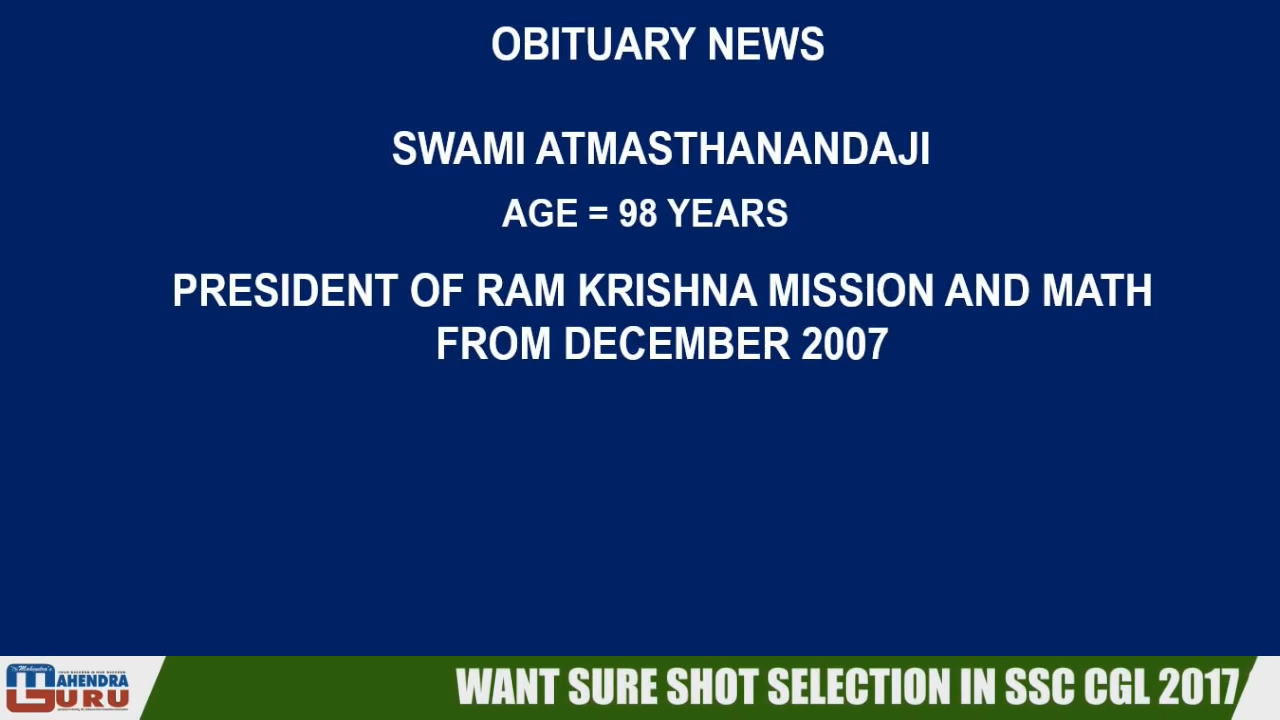 OBITUARY NEWS
SWAMI ATMASTHANANDAJI
AGE = 98 YEARS
PRESIDENT OF RAM KRISHNA MISSION AND MATH
FROM DECEMBER 2007
Mahendra's
MAHENDRA
GURU
WANT SURE SHOT SELECTION IN SSC CGL 2017